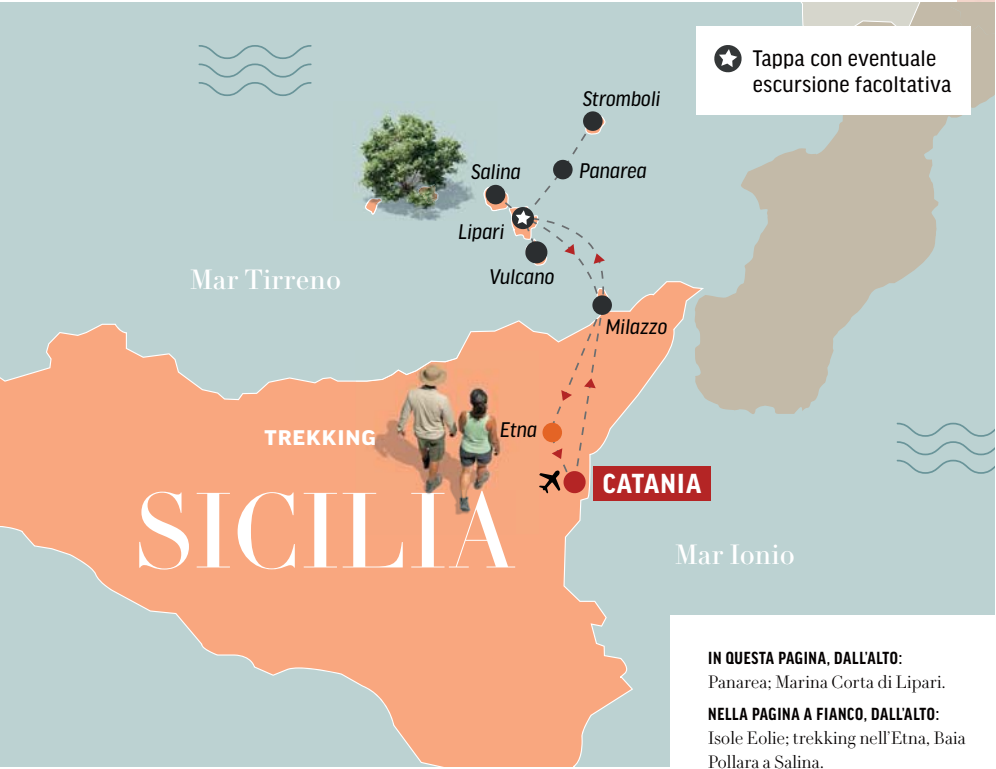 Tappa con eventuale
escursione facoltativa
Stromboli
Panarea
Salina
Lipari
Vulcano
Mar Tirreno
Milazzo
Etna
TREKKING
CATANIA
SICILIA
Mar Ionio
IN QUESTA PAGINA, DALL'ALTO:
Panarea; Marina Corta di Lipari.
NELLA PAGINA A FIANCO, DALL'ALTO:
Isole Eolie; trekking nell'Etna, Baia
Pollara a Salina.